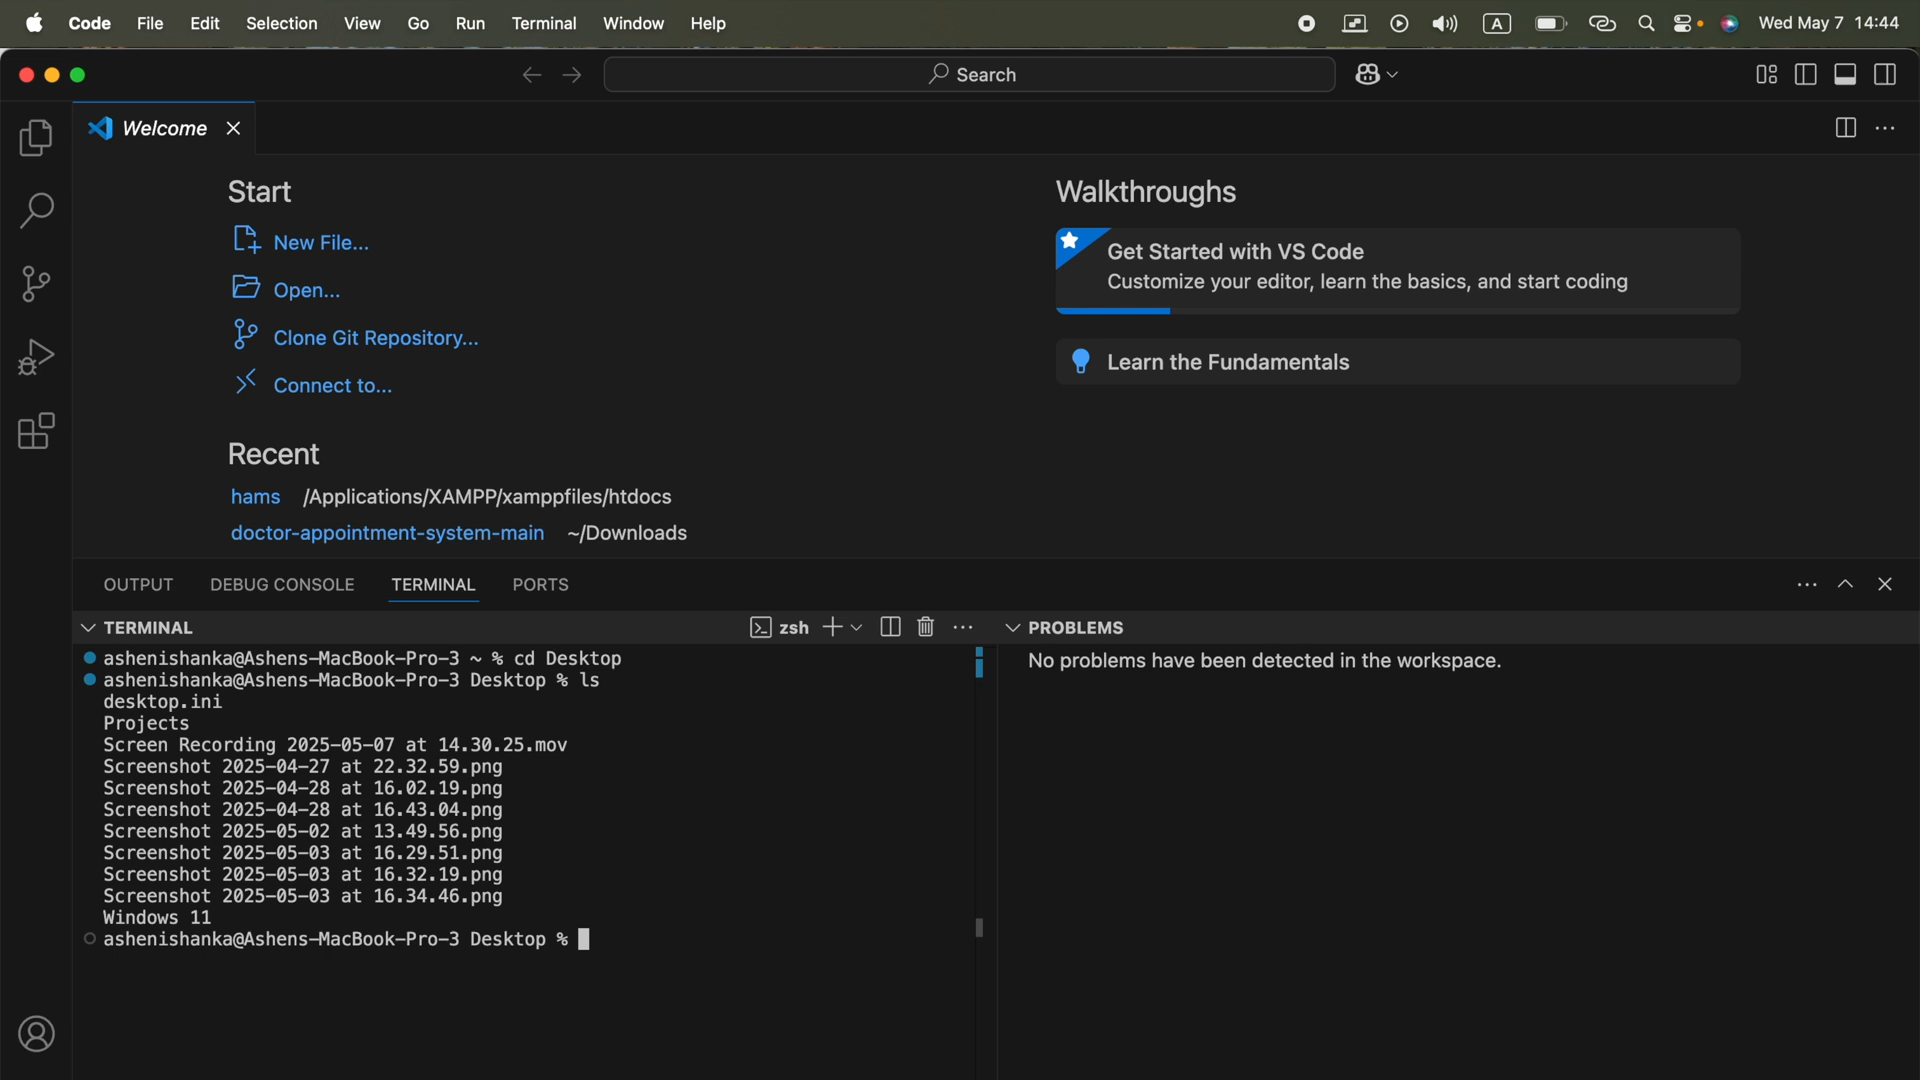 Code File Edit Selection View Go Run Terminal Window Help A Wed May 7 14:44
Search
Welcome
Start
New File...
Open...
Clone Git Repository...
Connect to...
Recent
hams /Applications/XAMPP/xamppfiles/htdocs
doctor-appointment-system-main ~/Downloads
Walkthroughs
Get Started with VS Code
Customize your editor, learn the basics, and start coding
Learn the Fundamentals
OUTPUT DEBUG CONSOLE TERMINAL PORTS
TERMINAL zsh
ashenishanka@Ashens-MacBook-Pro-3 ~ % cd Desktop
ashenishanka@Ashens-MacBook-Pro-3 Desktop % ls
desktop.ini
Projects
Screen Recording 2025-05-07 at 14.30.25.mov
Screenshot 2025-04-27 at 22.32.59.png
Screenshot 2025-04-28 at 16.02.19.png
Screenshot 2025-04-28 at 16.43.04.png
Screenshot 2025-05-02 at 13.49.56.png
Screenshot 2025-05-03 at 16.29.51.png
Screenshot 2025-05-03 at 16.32.19.png
Screenshot 2025-05-03 at 16.34.46.png
Windows 11
ashenishanka@Ashens-MacBook-Pro-3 Desktop %
PROBLEMS
No problems have been detected in the workspace.